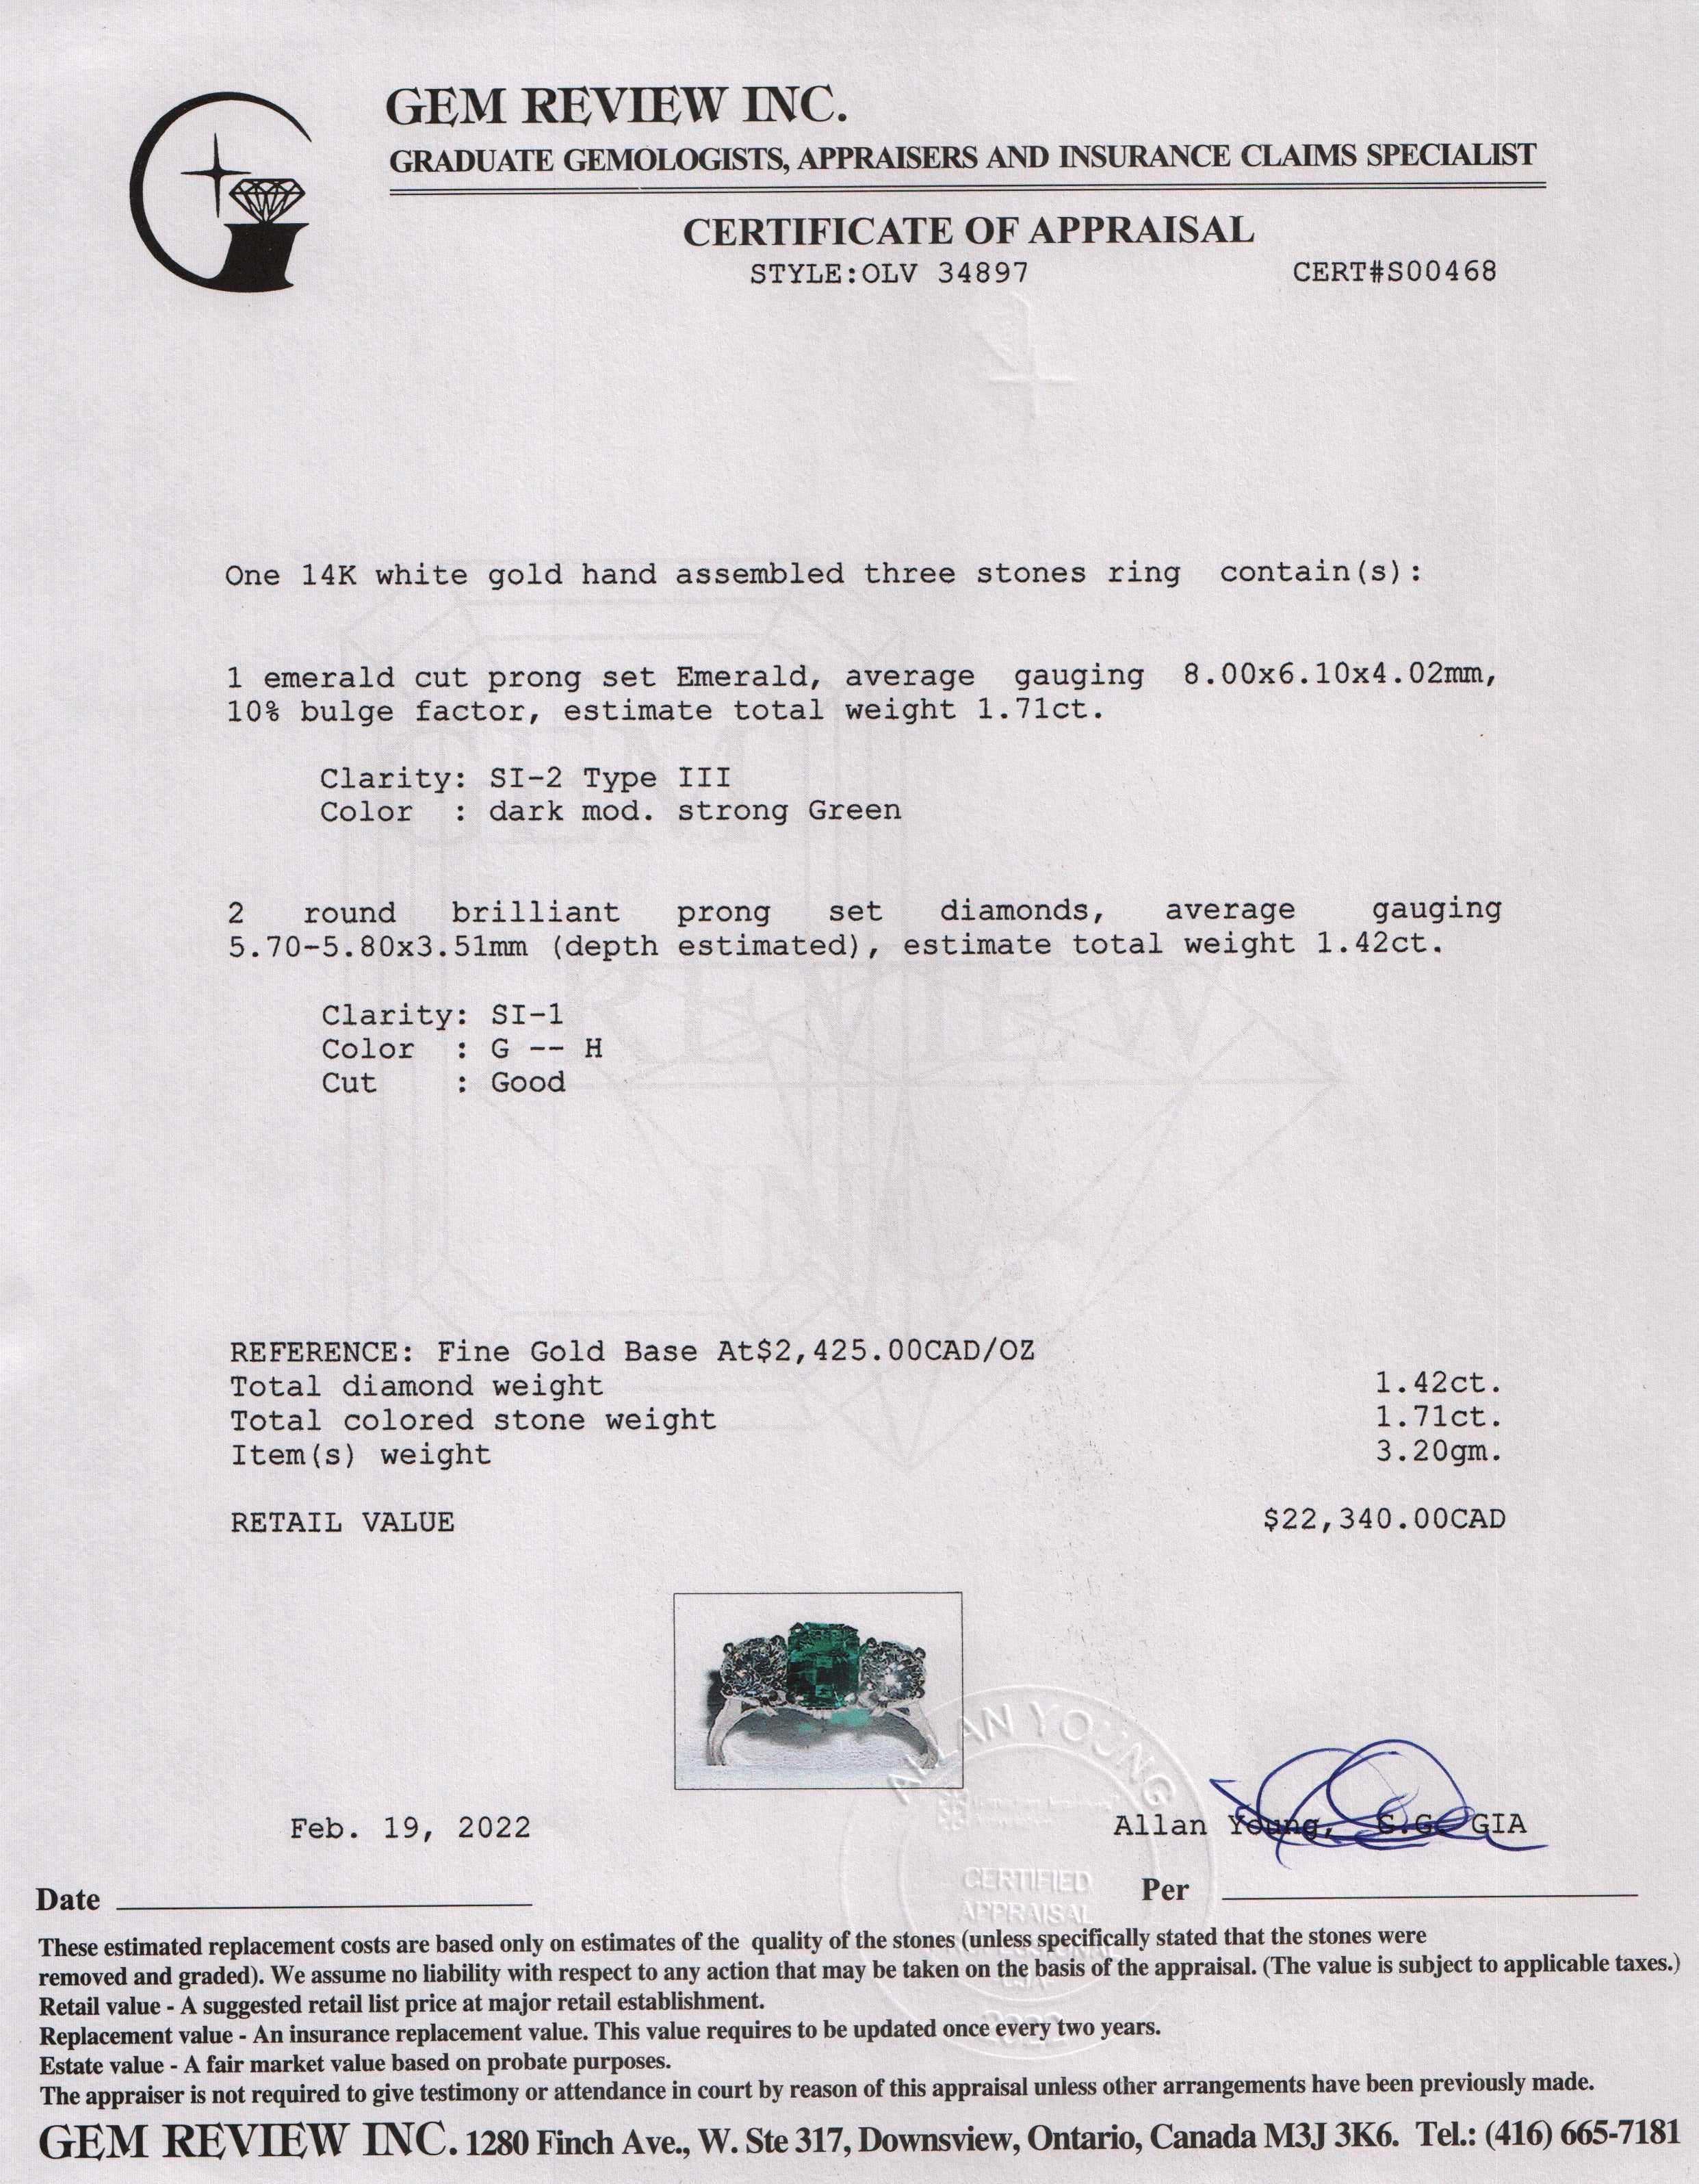 GEM REVIEW INC.
GRADUATE GEMOLOGISTS, APPRAISERS AND INSURANCE CLAIMS SPECIALIST
CERTIFICATE OF APPRAISAL
STYLE:OLV 34897 CERT#S00468
One 14K white gold hand assembled three stones ring contain(s):
1 emerald cut prong set Emerald, average gauging 8.00x6.10x4.02mm,
10% bulge factor, estimate total weight 1.71ct.
Clarity: SI-2 Type III
Color : dark mod. strong Green
2 round brilliant prong set diamonds, average gauging
5.70-5.80x3.51mm (depth estimated), estimate total weight 1.42ct.
Clarity: SI-1
Color : G -- H
Cut : Good
GEM
REVIEW
INC.
REFERENCE: Fine Gold Base At$2,425.00CAD/OZ
Total diamond weight 1.42ct.
Total colored stone weight 1.71ct.
Item(s) weight 3.20gm.
RETAIL VALUE $22,340.00CAD
ALLAN YOUNG
Feb. 19, 2022
Allan Young, G.G. GIA
CERTIFIED
APPRAISAL
PROFESSIONAL
2022
Date
Per
These estimated replacement costs are based only on estimates of the quality of the stones (unless specifically stated that the stones were
removed and graded). We assume no liability with respect to any action that may be taken on the basis of the appraisal. (The value is subject to applicable taxes.)
Retail value - A suggested retail list price at major retail establishment.
Replacement value - An insurance replacement value. This value requires to be updated once every two years.
Estate value - A fair market value based on probate purposes.
The appraiser is not required to give testimony or attendance in court by reason of this appraisal unless other arrangements have been previously made.
GEM REVIEW INC. 1280 Finch Ave., W. Ste 317, Downsview, Ontario, Canada M3J 3K6. Tel.: (416) 665-7181